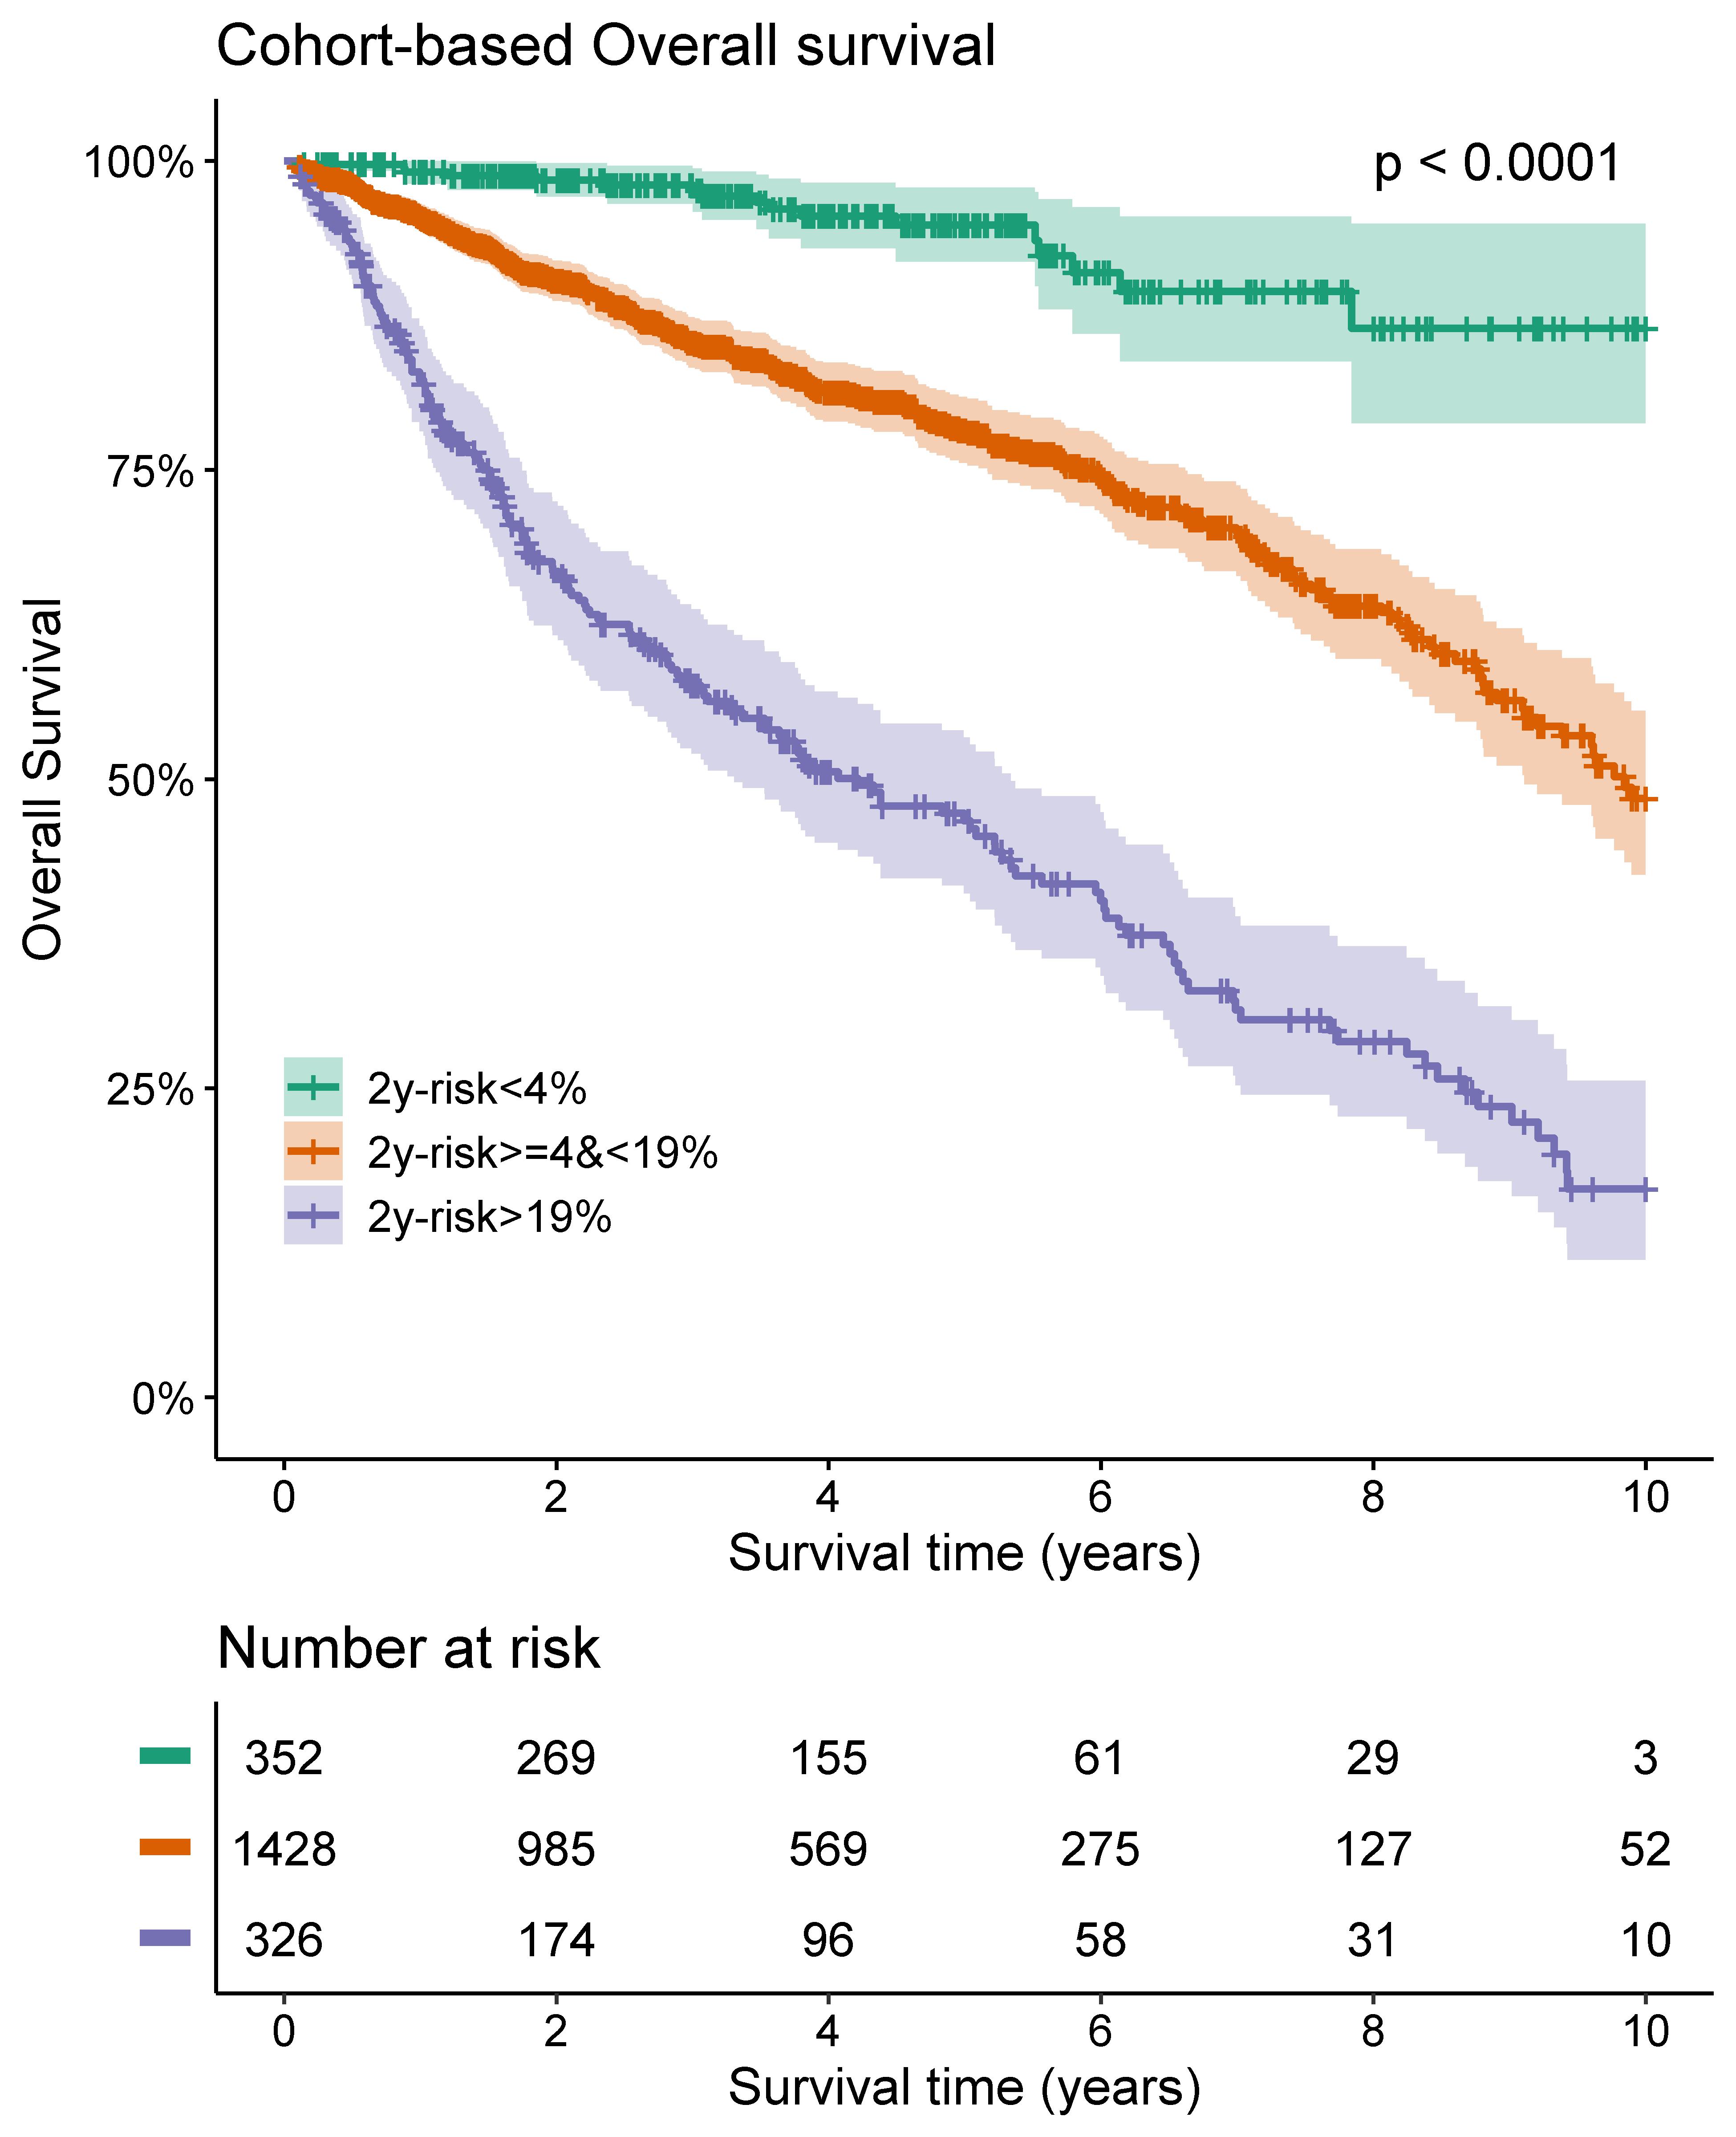 Cohort-based Overall survival
p < 0.0001
100%
75%
50%
25%
0%
Overall Survival
2y-risk<4%
2y-risk>=4&<19%
2y-risk>19%
0 2 4 6 8 10
Survival time (years)
Number at risk
352 269 155 61 29 3
1428 985 569 275 127 52
326 174 96 58 31 10
0 2 4 6 8 10
Survival time (years)